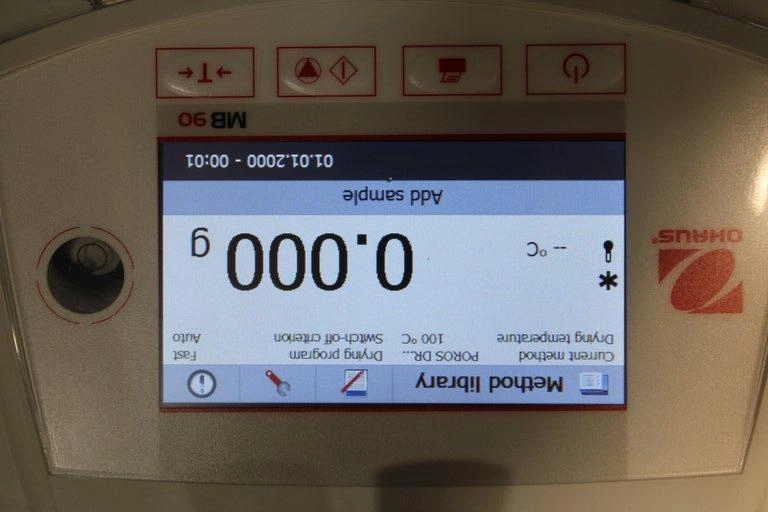 Method library
Current method POROS DR... Drying program Fast
Drying temperature 100 °C Switch-off criterion Auto
-- °C 0.000 g
Add sample
01.01.2000 - 00:01
OHAUS®
MB 90
→T←